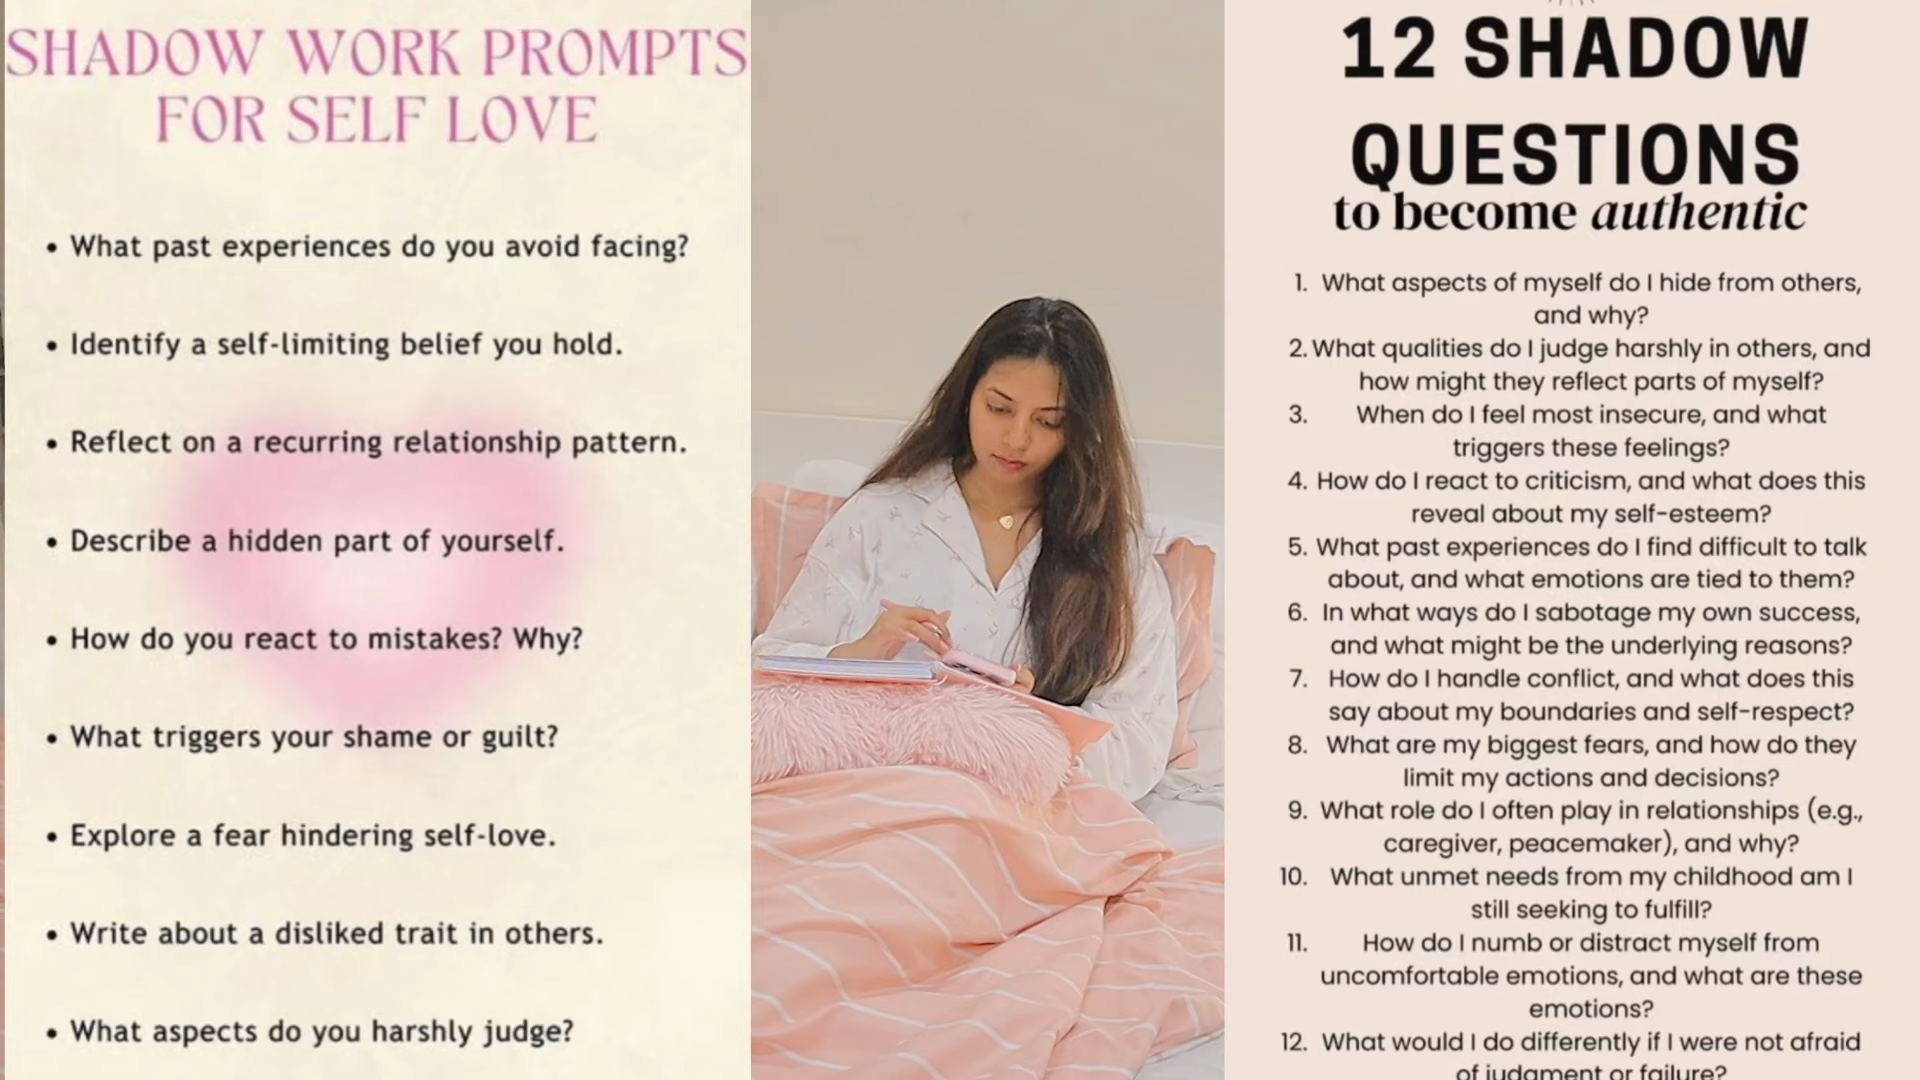 SHADOW WORK PROMPTS
FOR SELF LOVE
• What past experiences do you avoid facing?
• Identify a self-limiting belief you hold.
• Reflect on a recurring relationship pattern.
• Describe a hidden part of yourself.
• How do you react to mistakes? Why?
• What triggers your shame or guilt?
• Explore a fear hindering self-love.
• Write about a disliked trait in others.
• What aspects do you harshly judge?
12 SHADOW
QUESTIONS
to become authentic
1. What aspects of myself do I hide from others,
and why?
2. What qualities do I judge harshly in others, and
how might they reflect parts of myself?
3. When do I feel most insecure, and what
triggers these feelings?
4. How do I react to criticism, and what does this
reveal about my self-esteem?
5. What past experiences do I find difficult to talk
about, and what emotions are tied to them?
6. In what ways do I sabotage my own success,
and what might be the underlying reasons?
7. How do I handle conflict, and what does this
say about my boundaries and self-respect?
8. What are my biggest fears, and how do they
limit my actions and decisions?
9. What role do I often play in relationships (e.g.,
caregiver, peacemaker), and why?
10. What unmet needs from my childhood am I
still seeking to fulfill?
11. How do I numb or distract myself from
uncomfortable emotions, and what are these
emotions?
12. What would I do differently if I were not afraid
of judgment or failure?